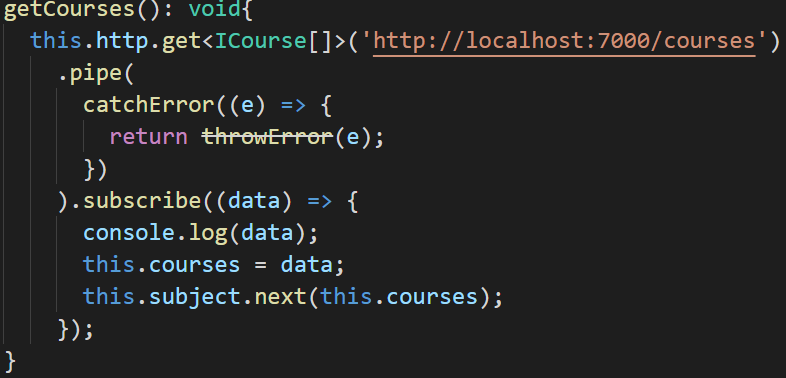 getCourses(): void{
this.http.get<ICourse[]>('http://localhost:7000/courses')
.pipe(
catchError((e) => {
return throwError(e);
})
).subscribe((data) => {
console.log(data);
this.courses = data;
this.subject.next(this.courses);
});
}